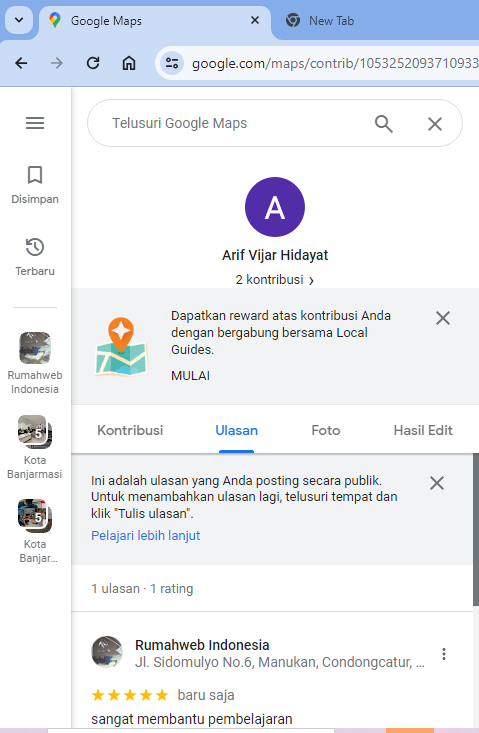 Google Maps
New Tab
google.com/maps/contrib/1053252093710933
Telusuri Google Maps
Disimpan
Terbaru
Rumahweb
Indonesia
5
Kota
Banjarmasi
5
Kota
Banjar...
A
Arif Vijar Hidayat
2 kontribusi
Dapatkan reward atas kontribusi Anda
dengan bergabung bersama Local
Guides.
MULAI
Kontribusi Ulasan Foto Hasil Edit
Ini adalah ulasan yang Anda posting secara publik.
Untuk menambahkan ulasan lagi, telusuri tempat dan
klik "Tulis ulasan".
Pelajari lebih lanjut
1 ulasan · 1 rating
Rumahweb Indonesia
Jl. Sidomulyo No.6, Manukan, Condongcatur, ...
baru saja
sangat membantu pembelajaran